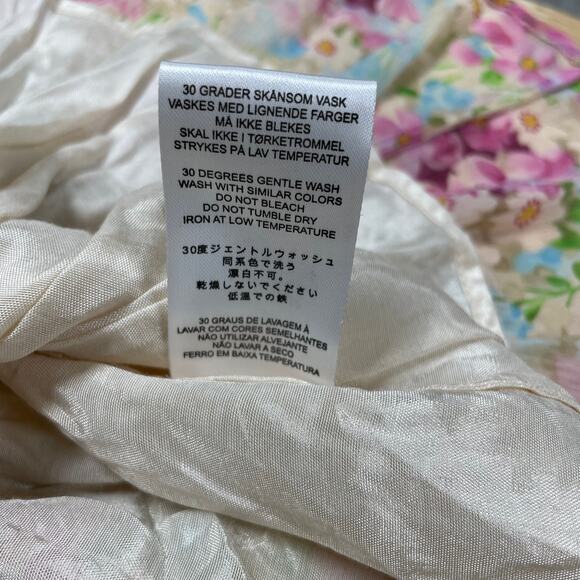 30 GRADER SKÅNSOM VASK
VASKES MED LIGNENDE FARGER
MÅ IKKE BLEKES
SKAL IKKE I TØRKETROMMEL
STRYKES PÅ LAV TEMPERATUR
30 DEGREES GENTLE WASH
WASH WITH SIMILAR COLORS
DO NOT BLEACH
DO NOT TUMBLE DRY
IRON AT LOW TEMPERATURE
30度ジェントルウォッシュ
同系色で洗う
漂白不可。
乾燥しないでください
低温での鉄
30 GRAUS DE LAVAGEM À
LAVAR COM CORES SEMELHANTES
NÃO UTILIZAR ALVEJANTE
NÃO LAVAR À SECO
FERRO EM BAIXA TEMPERATURA